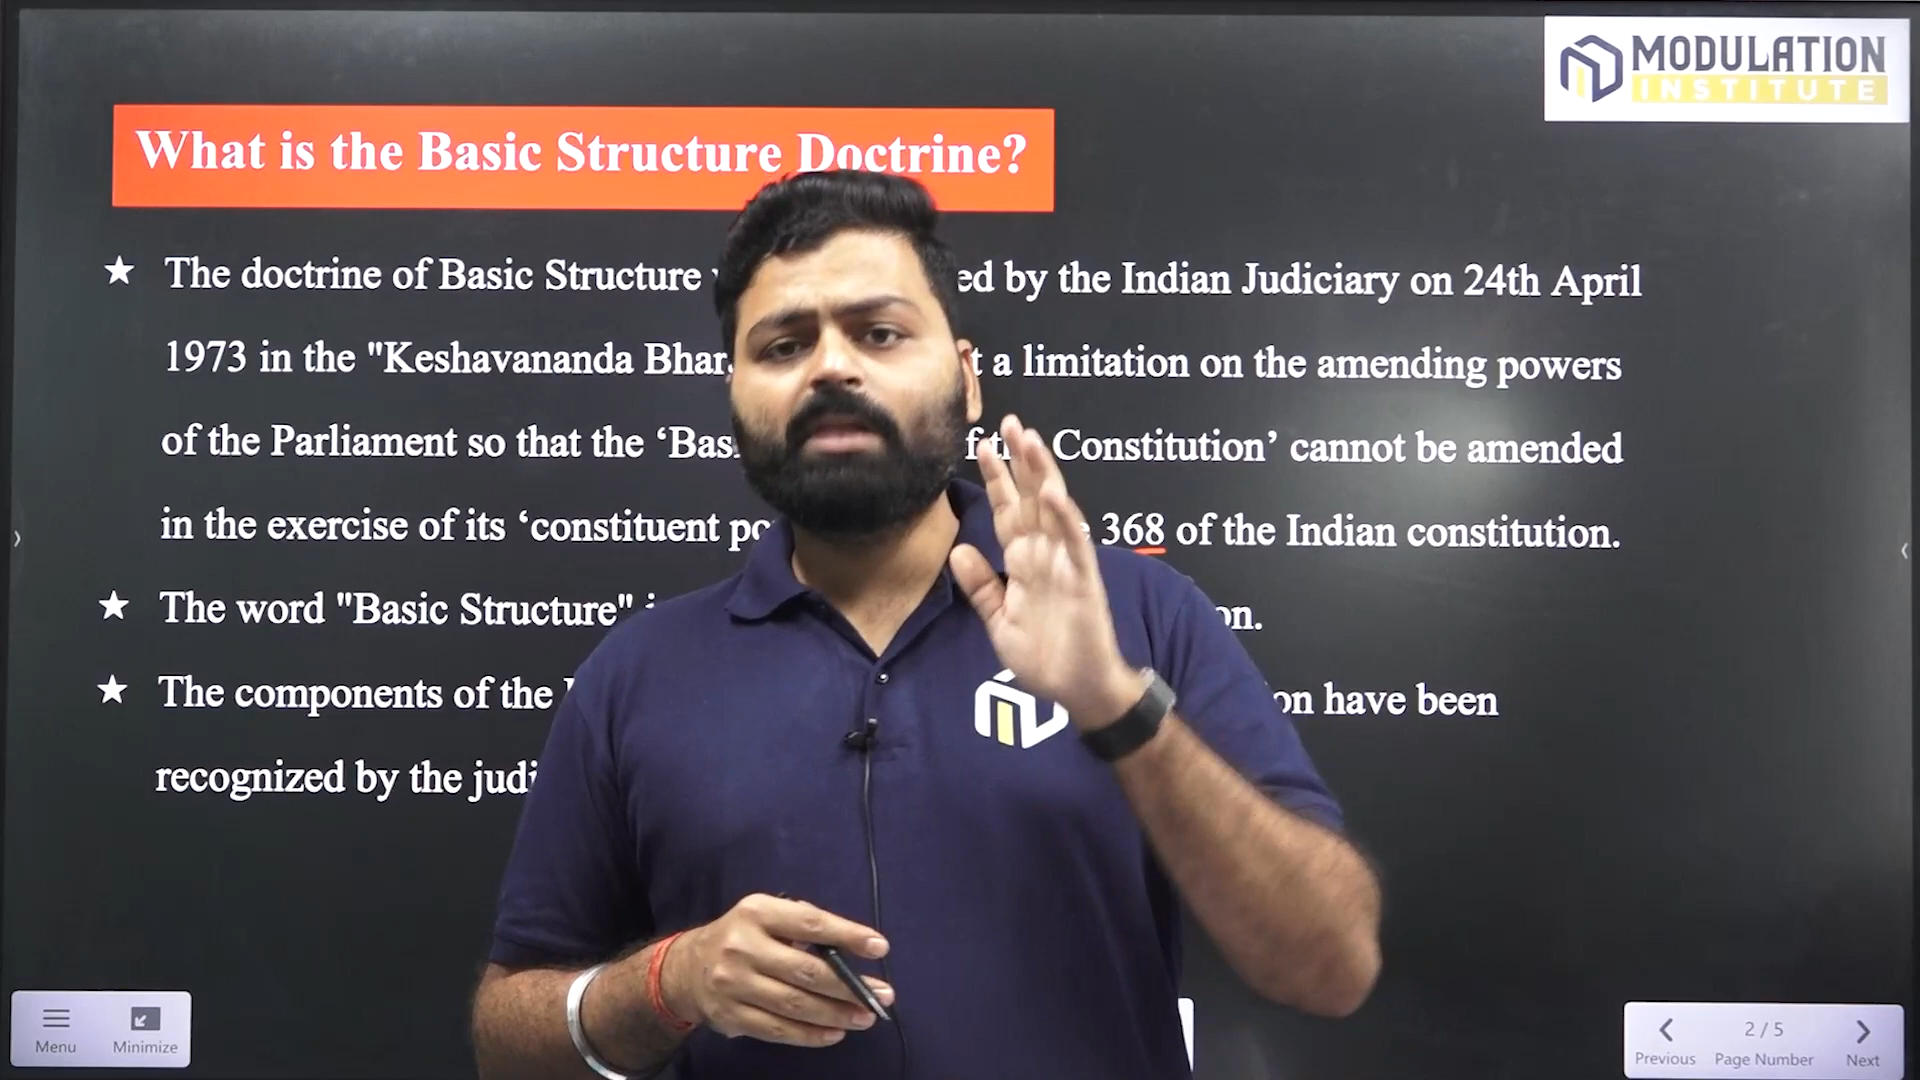 MODULATION
INSTITUTE
What is the Basic Structure Doctrine?
★ The doctrine of Basic Structure ed by the Indian Judiciary on 24th April
1973 in the "Keshavananda Bhar t a limitation on the amending powers
of the Parliament so that the ‘Bas Constitution’ cannot be amended
in the exercise of its ‘constituent po 368 of the Indian constitution.
★ The word "Basic Structure" on.
★ The components of the on have been
recognized by the judi
Menu Minimize
2 / 5
Previous Page Number Next